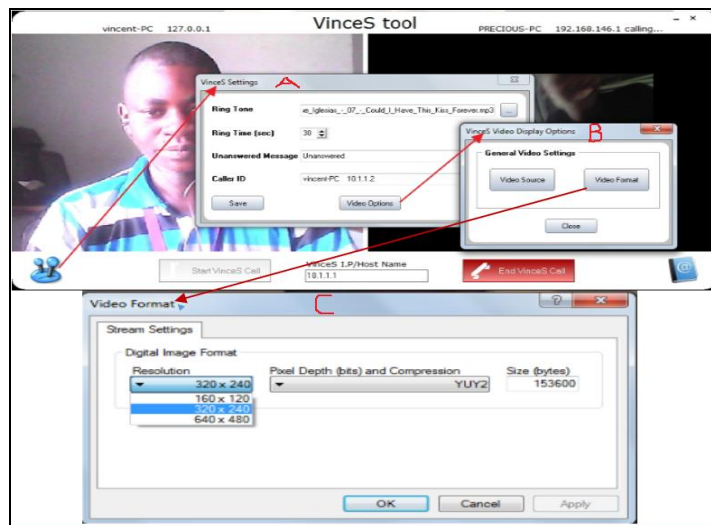 VinceS tool
vincent-PC 127.0.0.1
PRECIOUS-PC 192.168.146.1 calling...
VinceS Settings
A
Ring Tone
ae_Iglesias_-_07_-_Could_I_Have_This_Kiss_Forever.mp3
...
Ring Time (sec)
30
Unanswered Message
Unanswered
Caller ID
vincent-PC 10.1.1.2
Save
Video Options
VinceS Video Display Options
B
General Video Settings
Video Source
Video Format
Close
Start VinceS Call
VinceS I.P/Host Name
10.1.1.1
End VinceS Call
@
Video Format
C
Stream Settings
Digital Image Format
Resolution
Pixel Depth (bits) and Compression
Size (bytes)
320 x 240
YUY2
153600
160 x 120
320 x 240
640 x 480
OK
Cancel
Apply